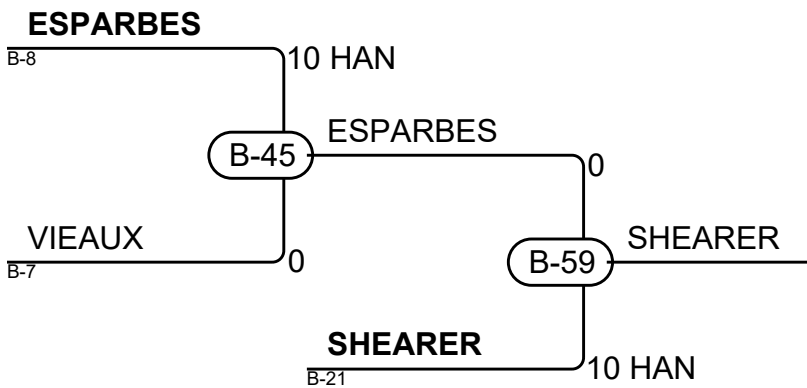 ESPARBES
B-8
10 HAN
B-45
ESPARBES
0
VIEAUX
B-7
0
B-59
SHEARER
SHEARER
B-21
10 HAN